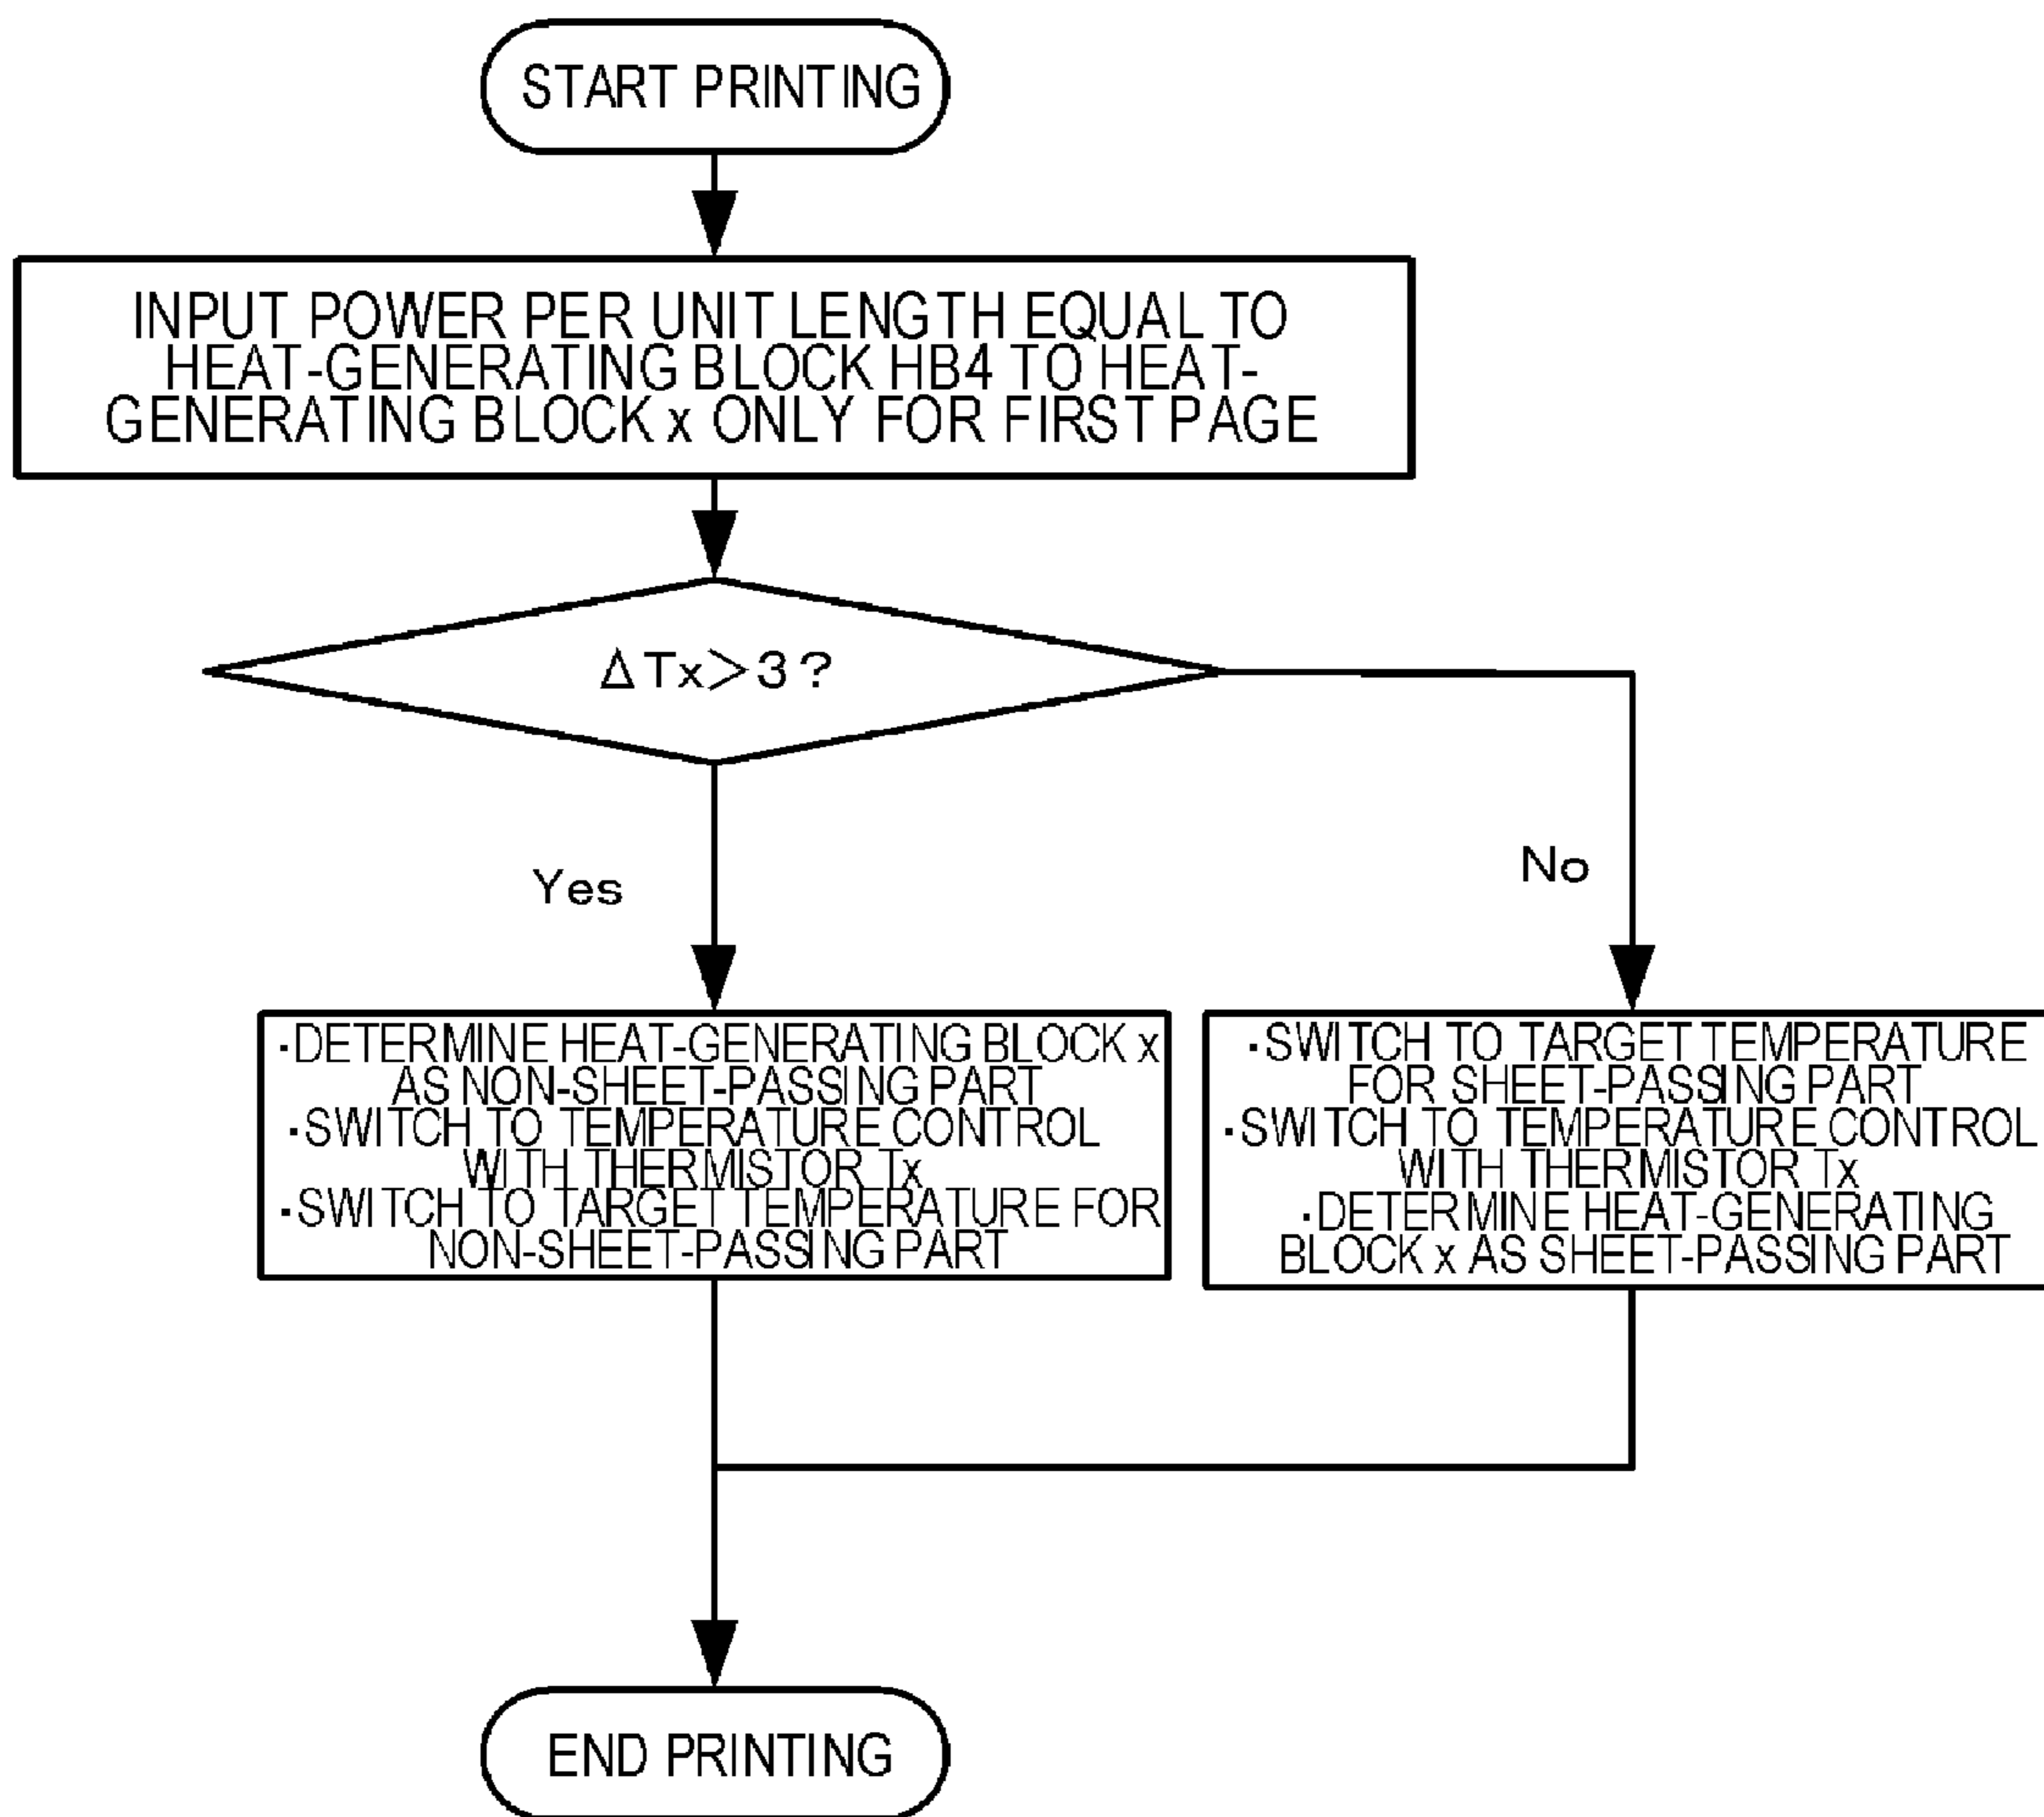 START PRINTING
INPUT POWER PER UNIT LENGTH EQUAL TO
HEAT-GENERATING BLOCK HB4 TO HEAT-
GENERATING BLOCK x ONLY FOR FIRST PAGE
ΔTx>3?
Yes
No
·DETERMINE HEAT-GENERATING BLOCK x
AS NON-SHEET-PASSING PART
·SWITCH TO TEMPERATURE CONTROL
WITH THERMISTOR Tx
·SWITCH TO TARGET TEMPERATURE FOR
NON-SHEET-PASSING PART
·SWITCH TO TARGET TEMPERATURE
FOR SHEET-PASSING PART
·SWITCH TO TEMPERATURE CONTROL
WITH THERMISTOR Tx
·DETERMINE HEAT-GENERATING
BLOCK x AS SHEET-PASSING PART
END PRINTING